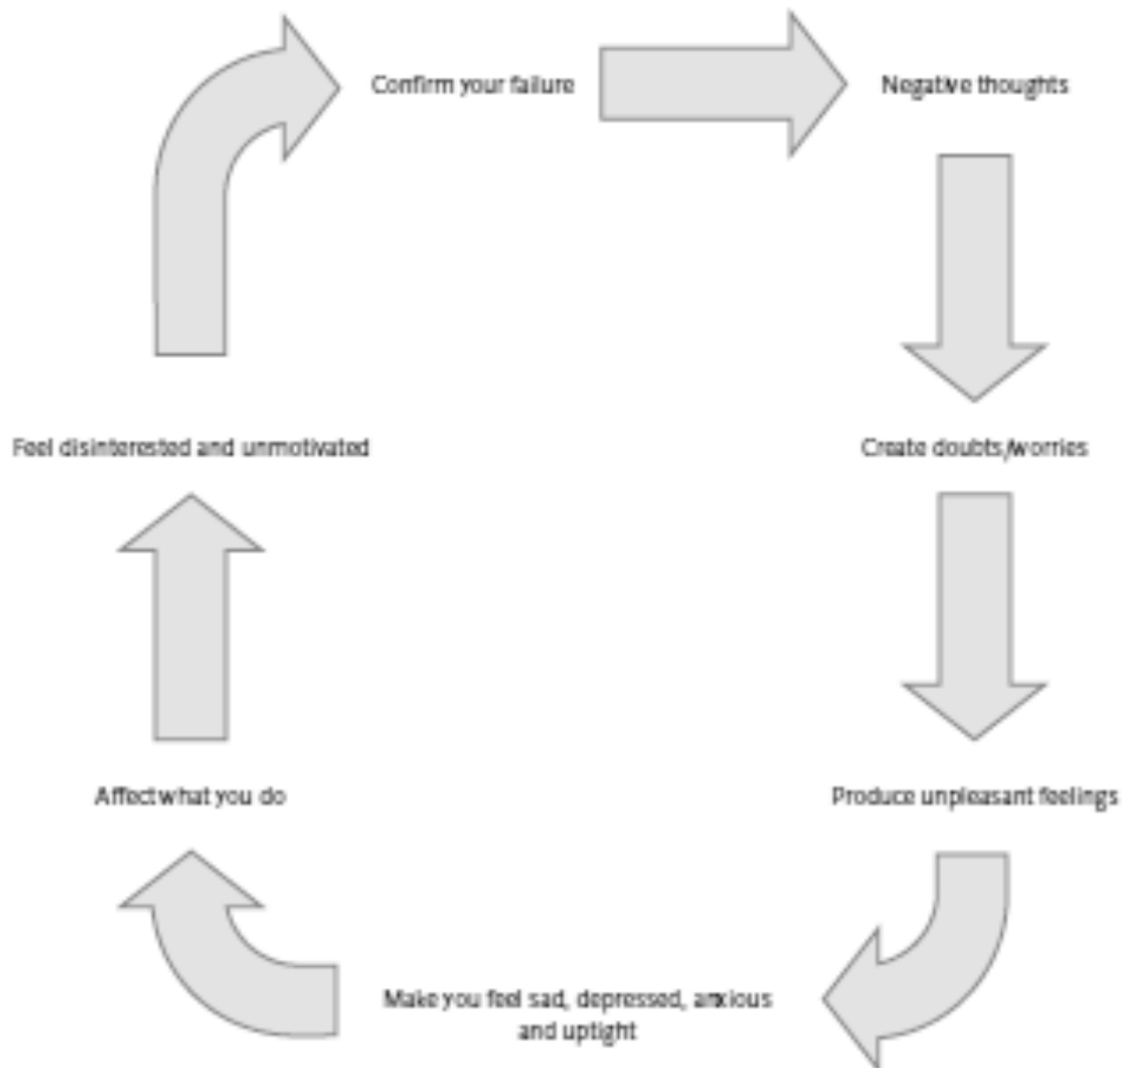 Confirm your failure
Negative thoughts
Feel disinterested and unmotivated
Create doubts/worries
Affect what you do
Produce unpleasant feelings
Make you feel sad, depressed, anxious
and uptight